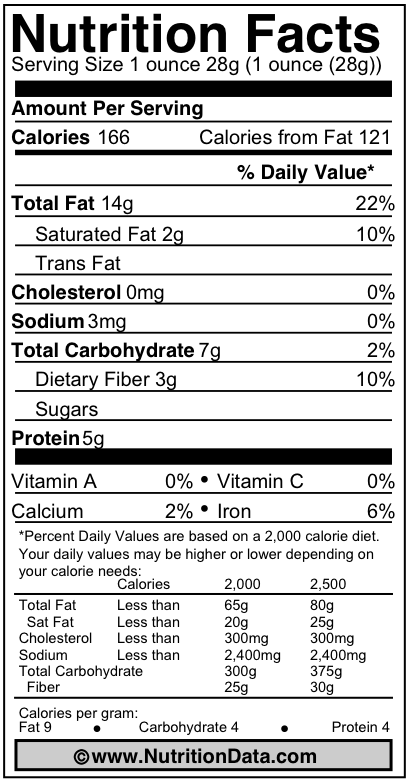 Nutrition Facts
Serving Size 1 ounce 28g (1 ounce (28g))
Amount Per Serving
Calories 166 Calories from Fat 121
% Daily Value*
Total Fat 14g 22%
Saturated Fat 2g 10%
Trans Fat
Cholesterol 0mg 0%
Sodium 3mg 0%
Total Carbohydrate 7g 2%
Dietary Fiber 3g 10%
Sugars
Protein 5g
Vitamin A 0% • Vitamin C 0%
Calcium 2% • Iron 6%
*Percent Daily Values are based on a 2,000 calorie diet.
Your daily values may be higher or lower depending on
your calorie needs:
Calories 2,000 2,500
Total Fat Less than 65g 80g
Sat Fat Less than 20g 25g
Cholesterol Less than 300mg 300mg
Sodium Less than 2,400mg 2,400mg
Total Carbohydrate 300g 375g
Fiber 25g 30g
Calories per gram:
Fat 9 • Carbohydrate 4 • Protein 4
©www.NutritionData.com